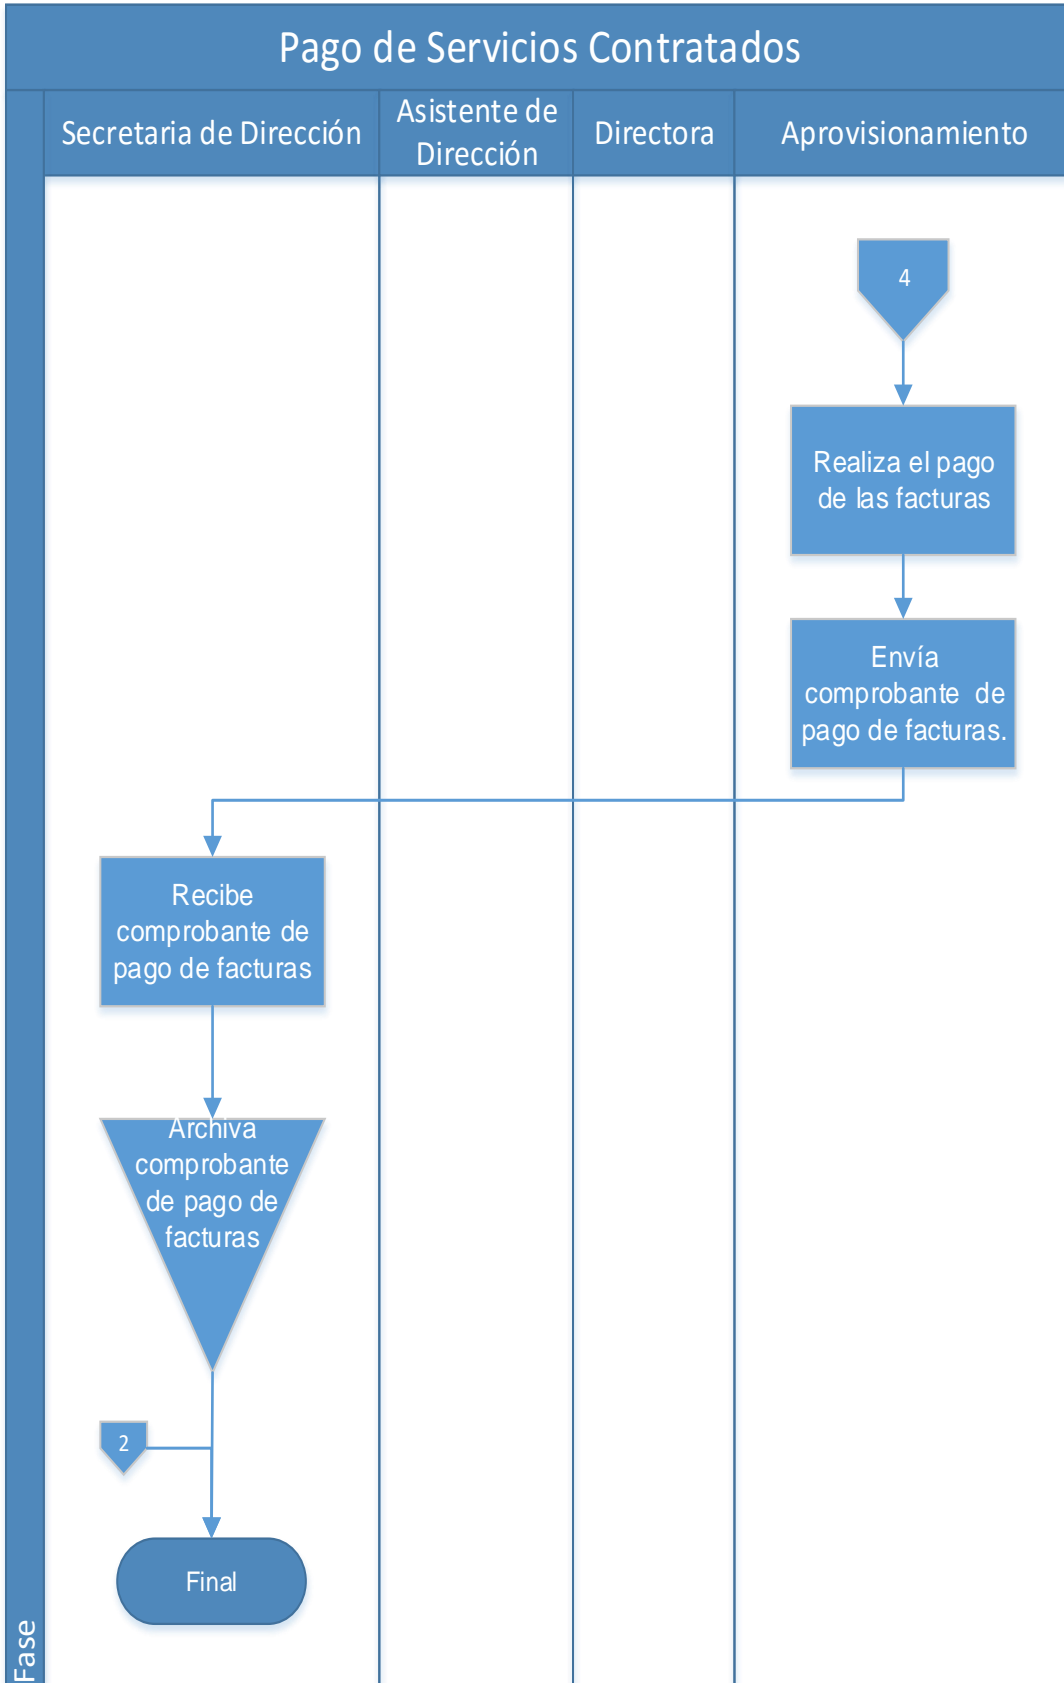 Pago de Servicios Contratados
Secretaria de Dirección
Asistente de
Dirección
Directora
Aprovisionamiento
4
Realiza el pago
de las facturas
Envía
comprobante de
pago de facturas.
Recibe
comprobante de
pago de facturas
Archiva
comprobante
de pago de
facturas
2
Final
Fase